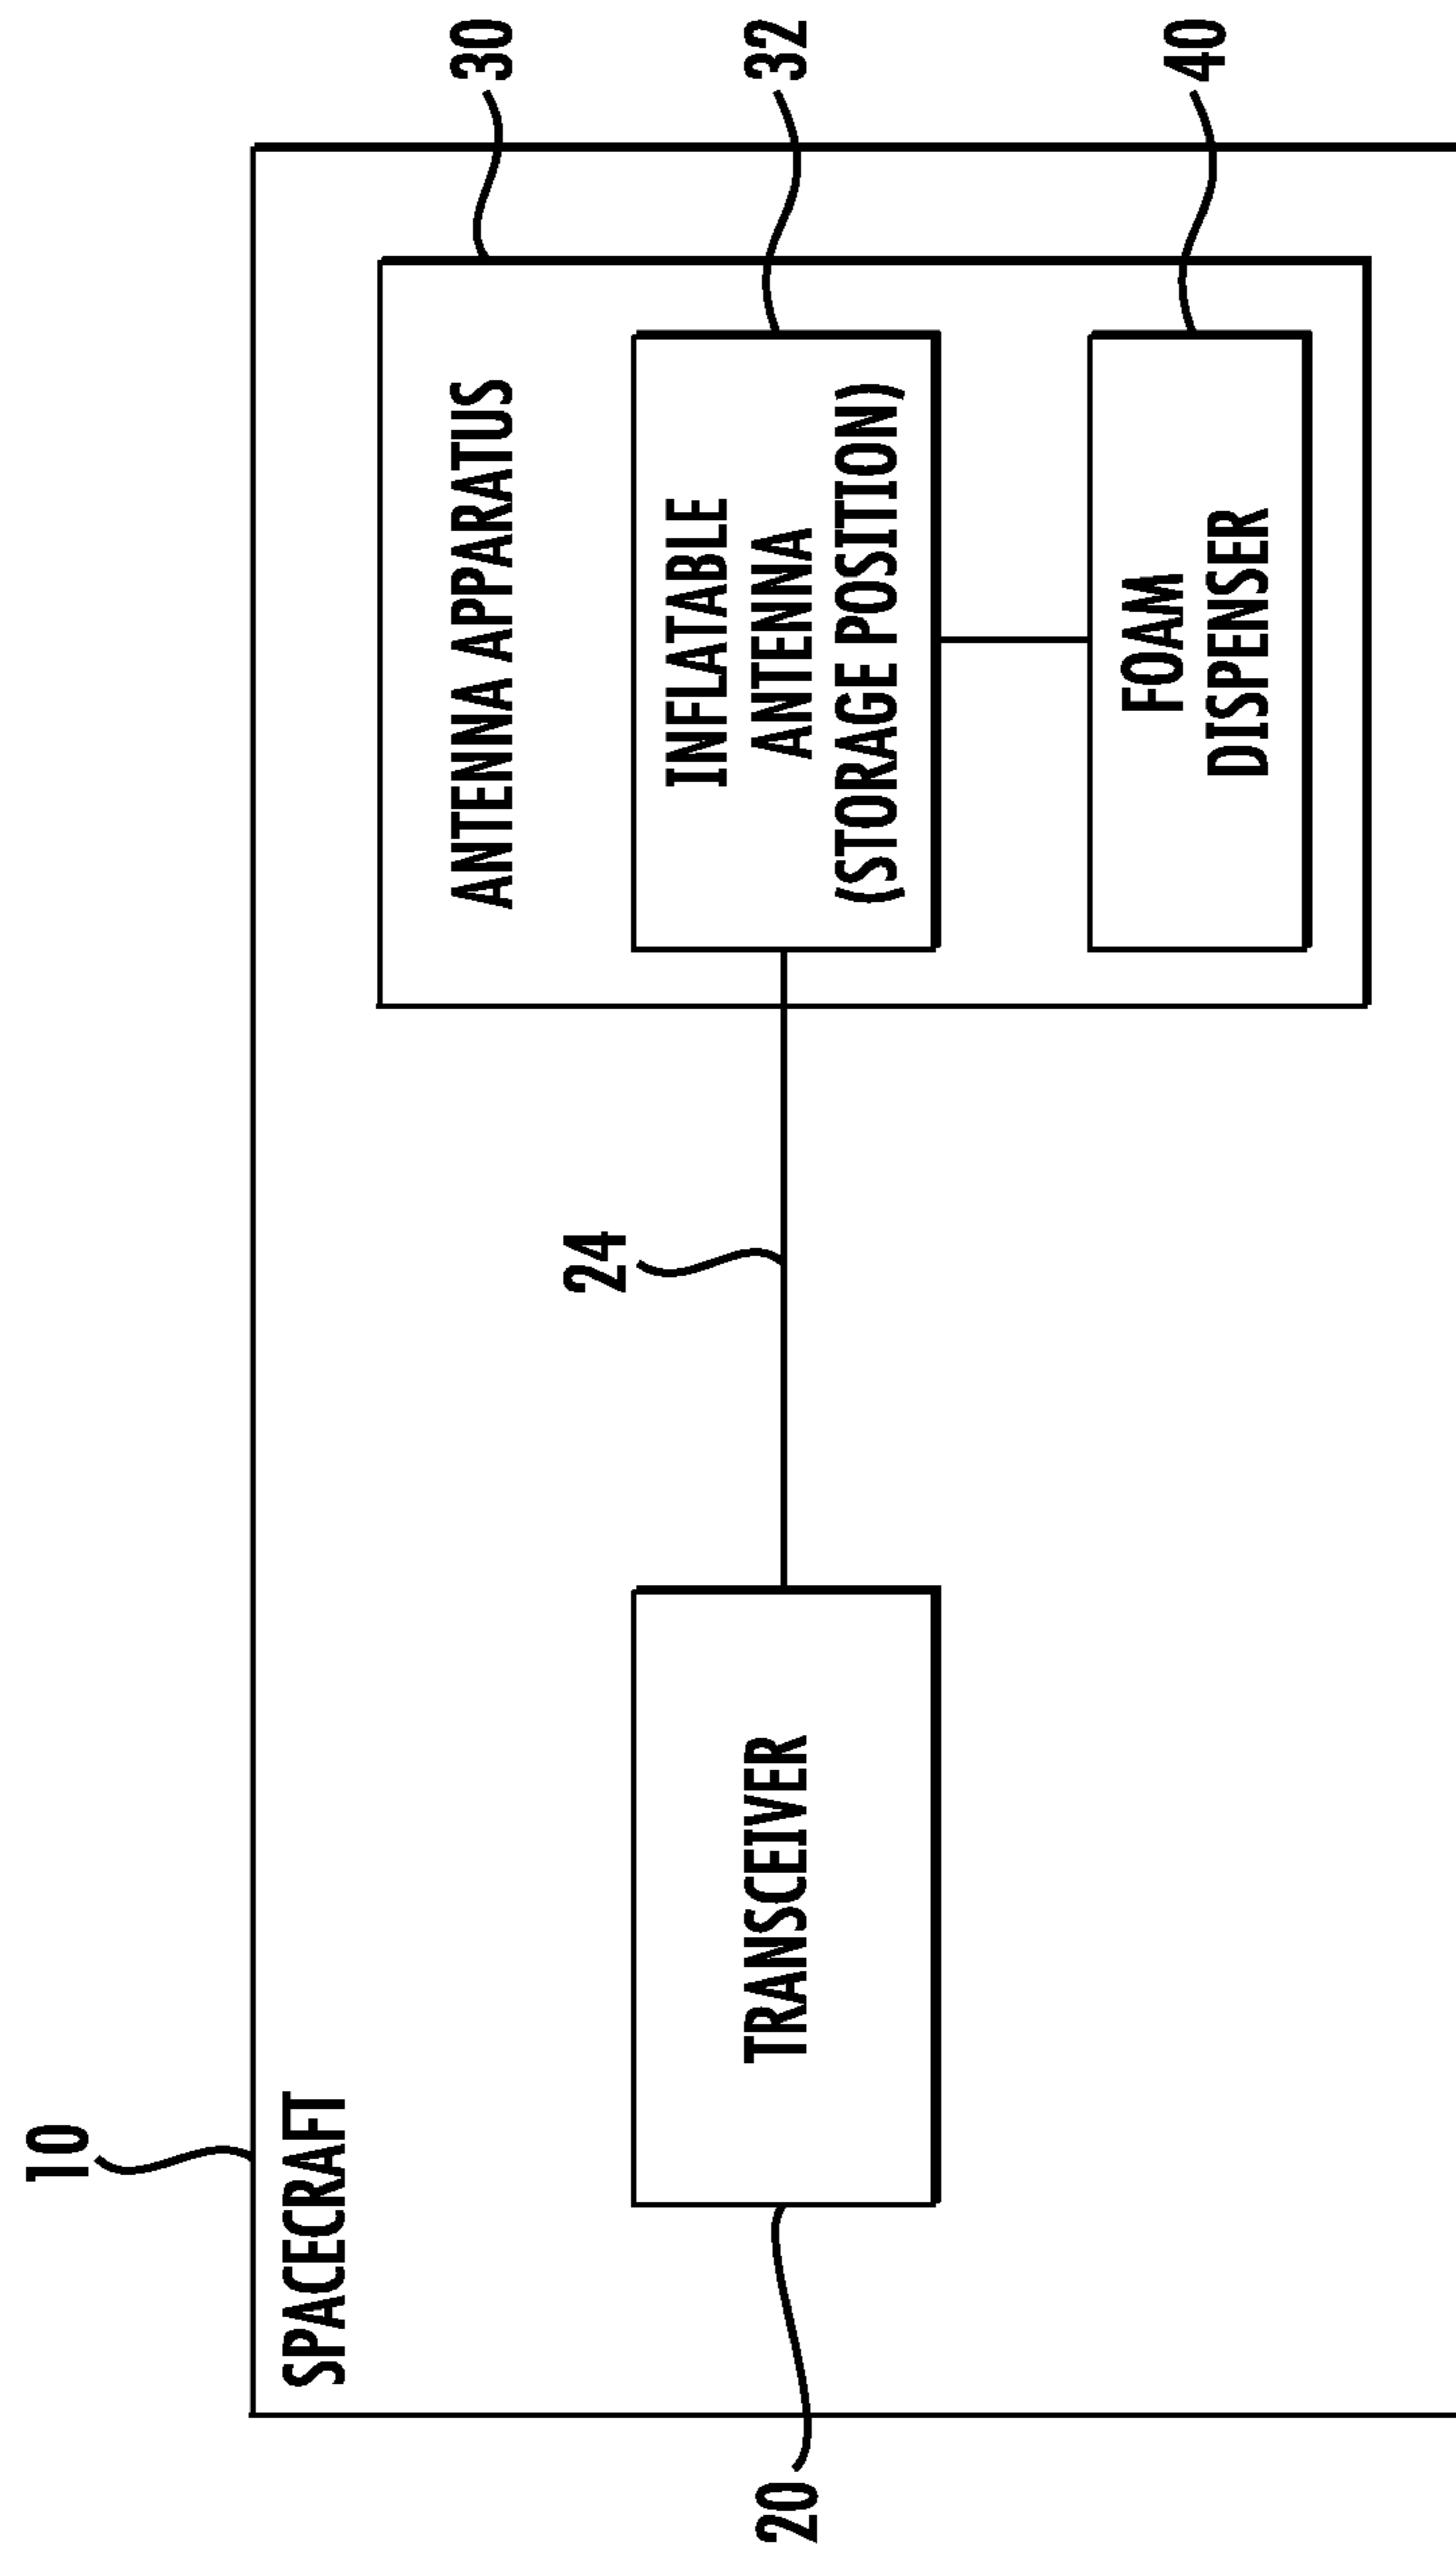 10
SPACECRAFT
30
ANTENNA APPARATUS
24
20
TRANSCEIVER
32
INFLATABLE
ANTENNA
(STORAGE POSITION)
40
FOAM
DISPENSER